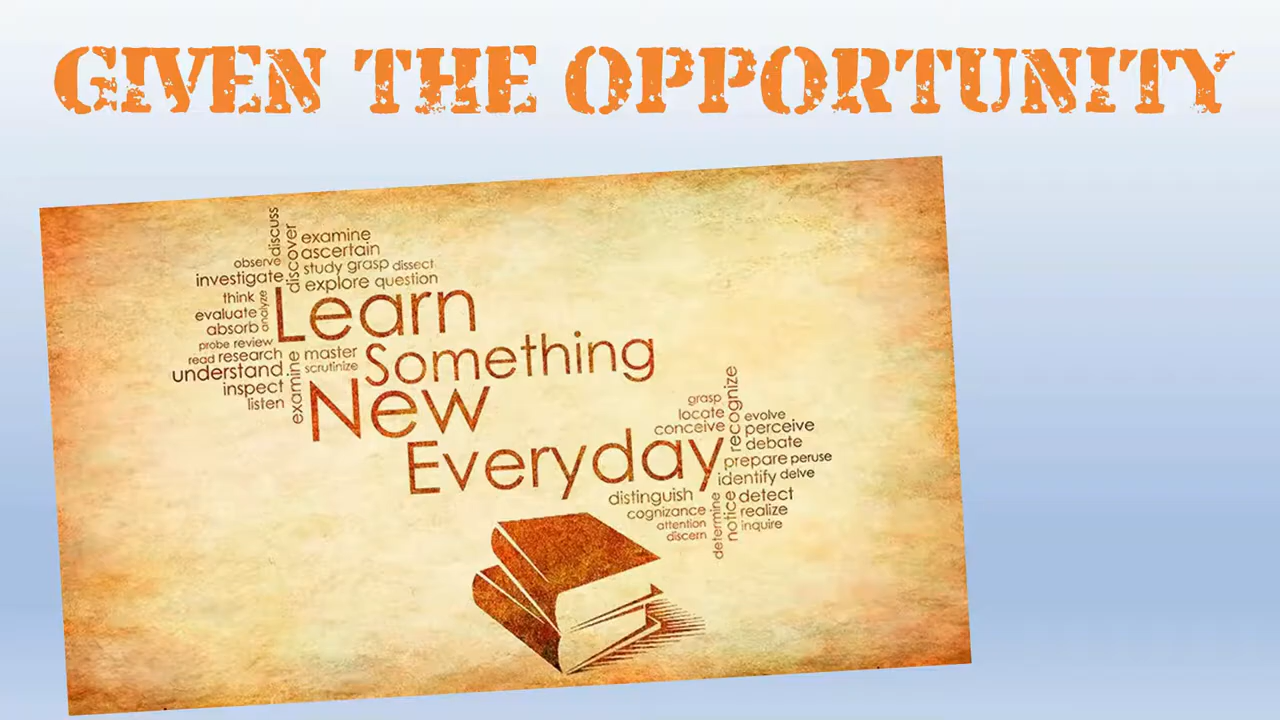 GIVEN THE OPPORTUNITY
discuss
discover
examine
ascertain
observe
study grasp dissect
investigate
explore question
think
analyze
Learn
evaluate
absorb
probe review
read research
master
Something
understand
scrutinize
examine
inspect
New
listen
grasp
recognize
locate
evolve
conceive
perceive
Everyday
debate
prepare peruse
identify delve
distinguish
detect
cognizance
determine
notice
realize
attention
inquire
discern